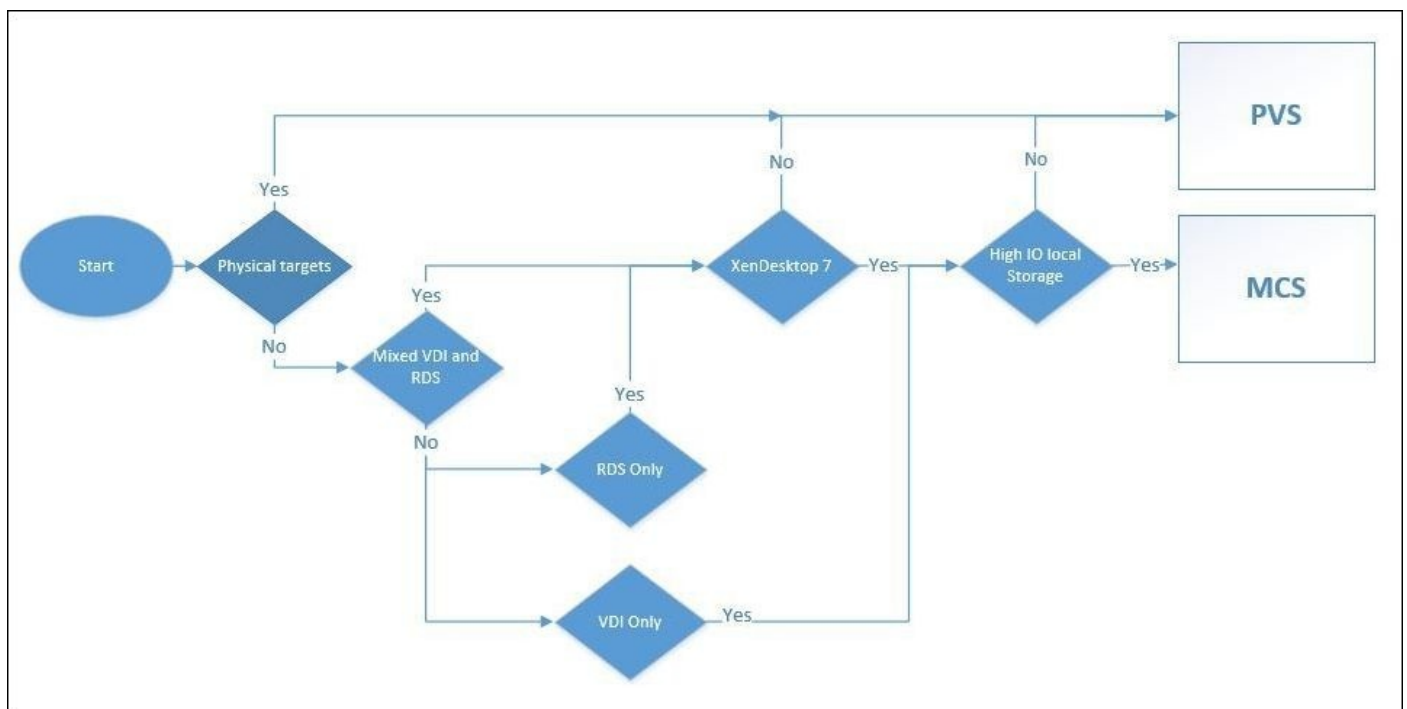 PVS
No
No
Yes
Start
Physical targets
XenDesktop 7
Yes
High IO local
Storage
Yes
MCS
Yes
No
Mixed VDI and
RDS
Yes
No
RDS Only
VDI Only
Yes